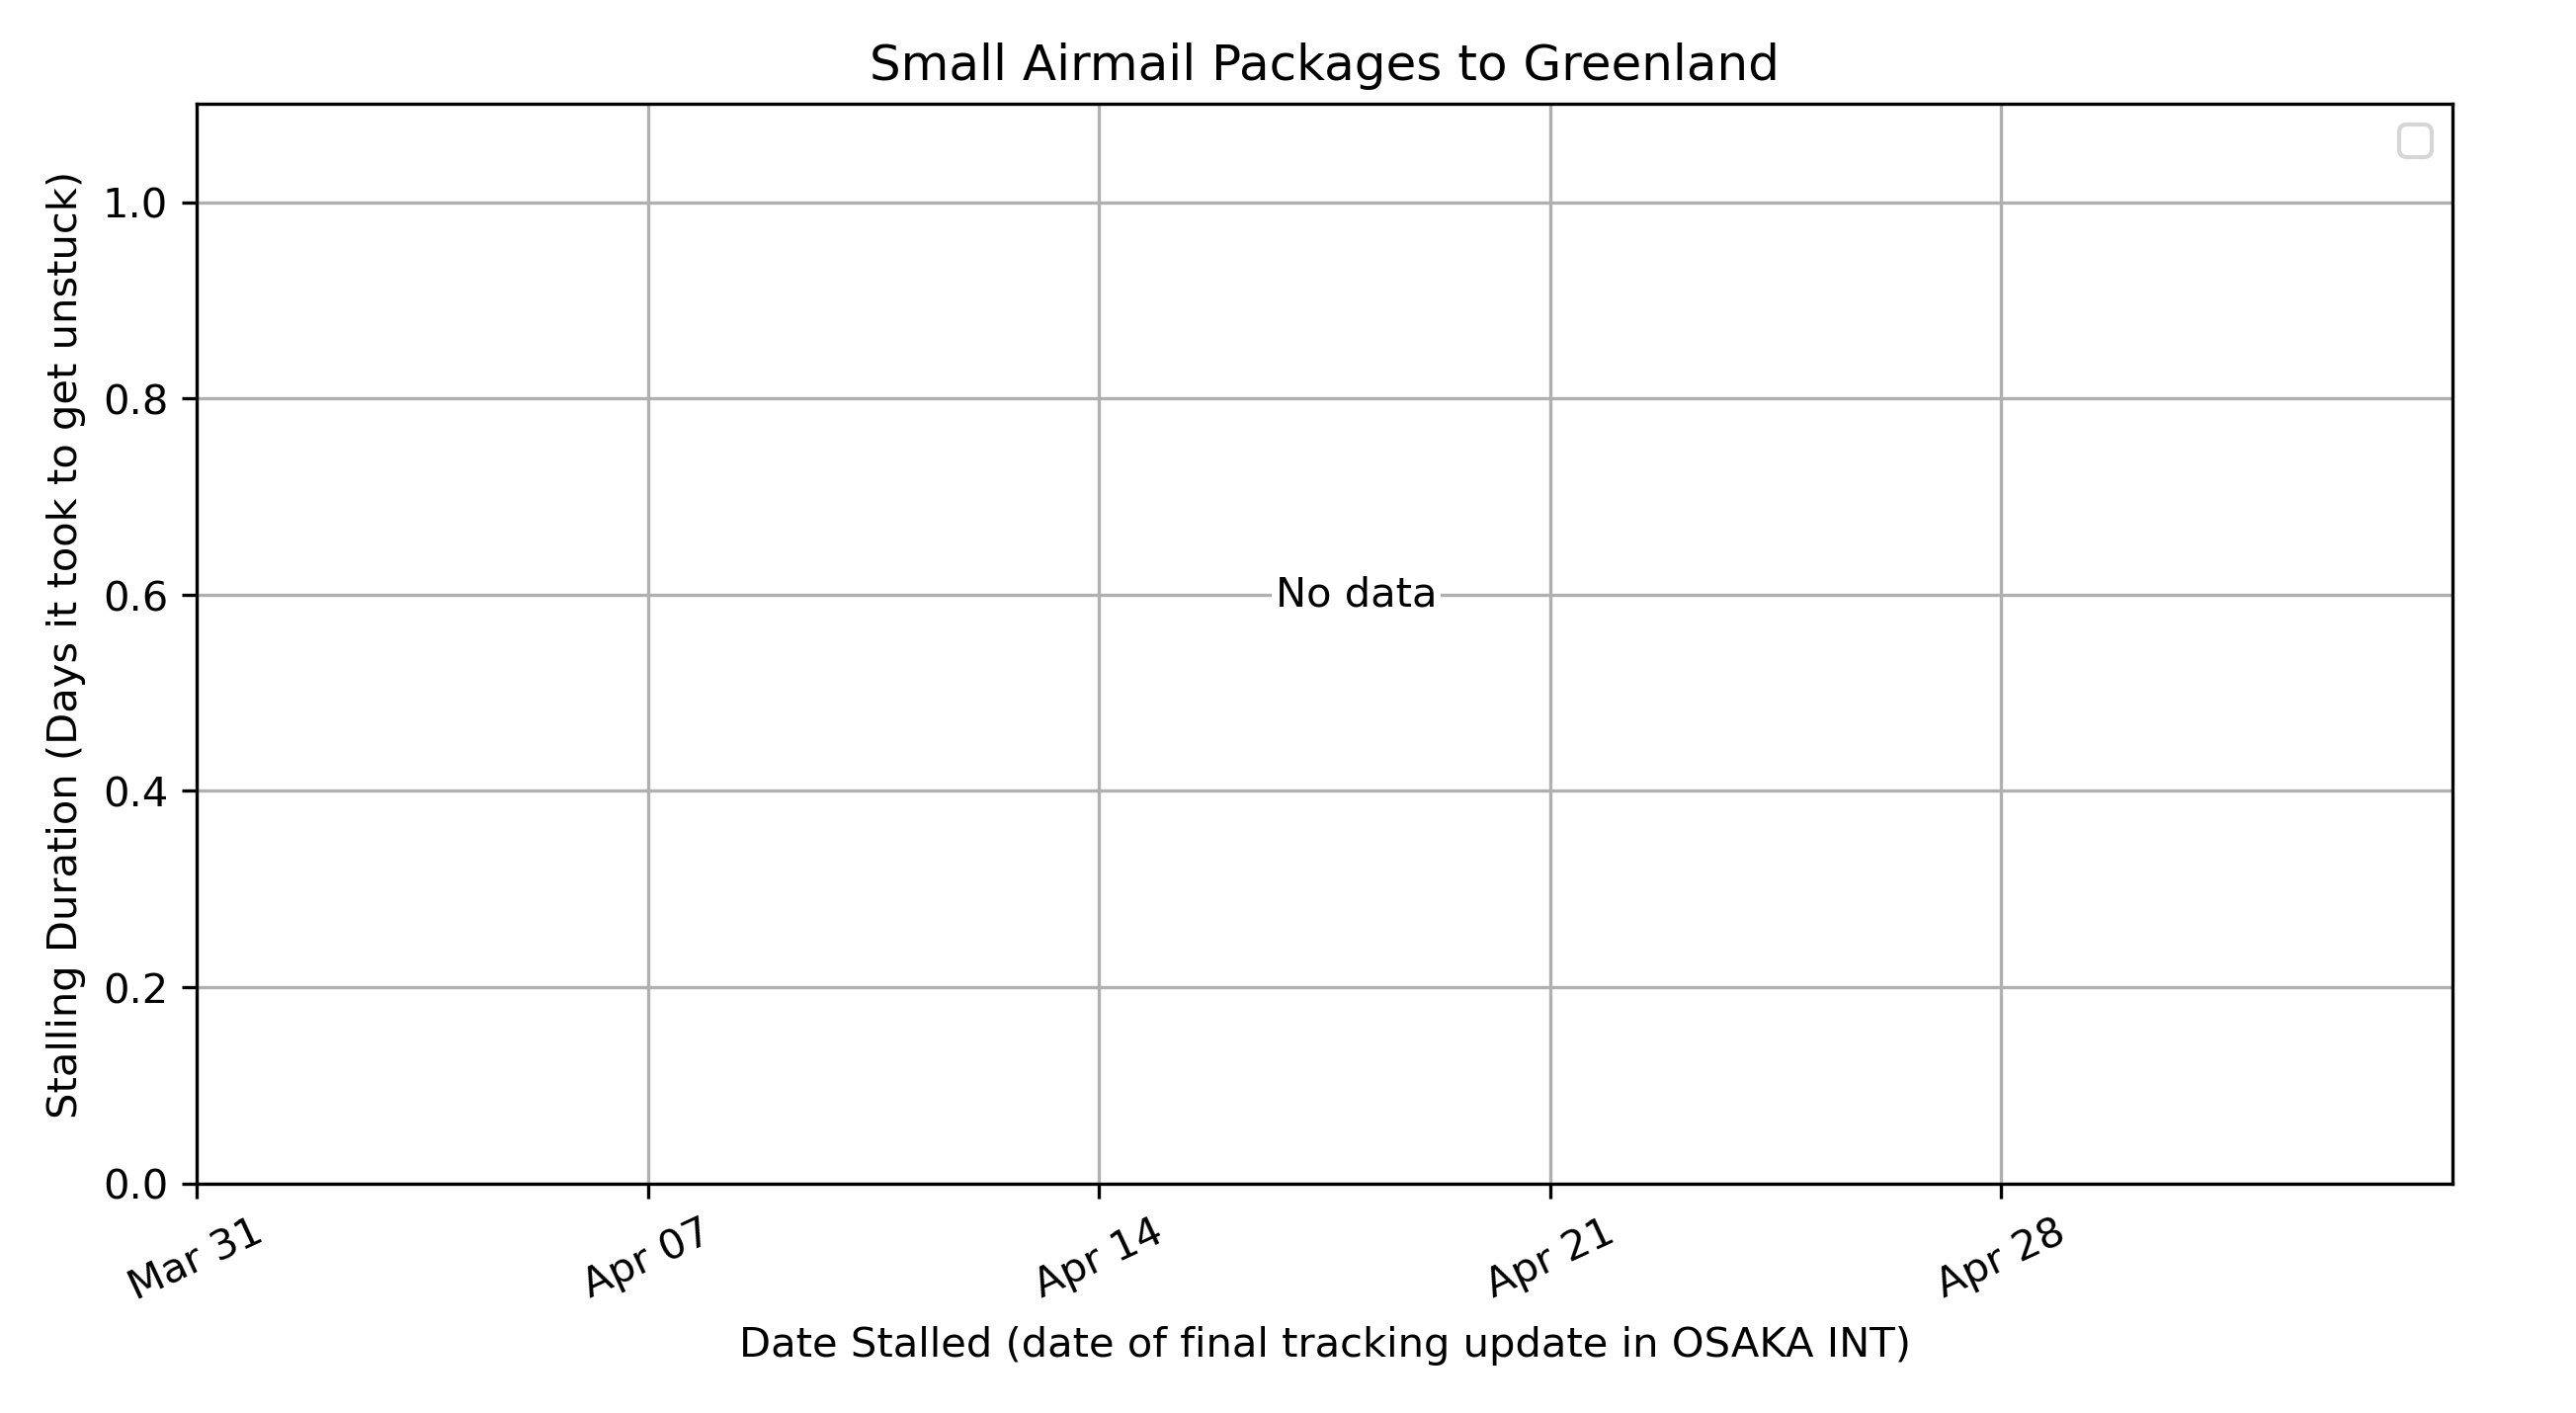 Small Airmail Packages to Greenland
Stalling Duration (Days it took to get unstuck)
1.0
0.8
0.6
0.4
0.2
0.0
No data
Mar 31
Apr 07
Apr 14
Apr 21
Apr 28
Date Stalled (date of final tracking update in OSAKA INT)